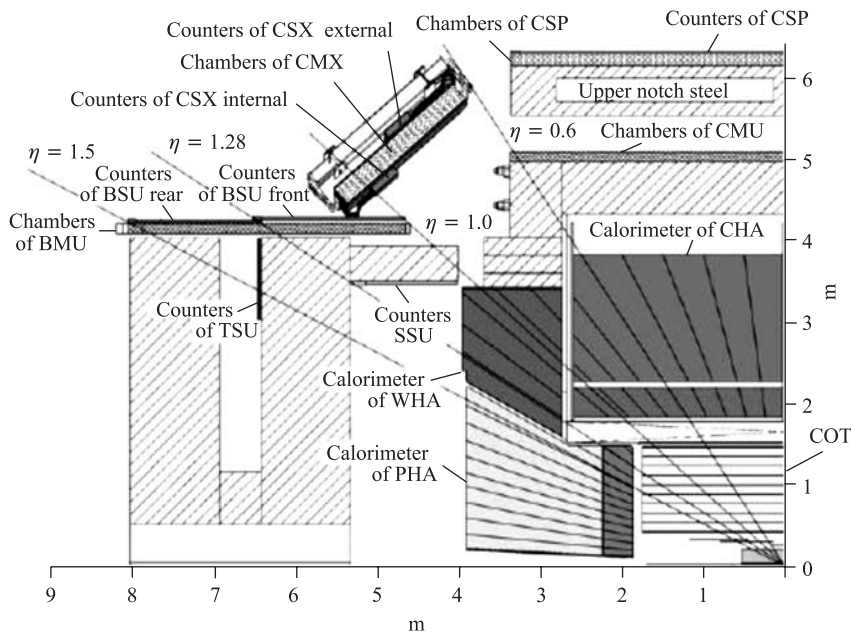 Counters of CSX external
Chambers of CSP
Counters of CSP
Chambers of CMX
Counters of CSX internal
Upper notch steel
6
η = 0.6
Chambers of CMU
η = 1.28
η = 1.5
5
Counters
of BSU rear
Counters
of BSU front
Chambers
of BMU
η = 1.0
Calorimeter of CHA
4
m
Counters
of TSU
Counters
SSU
3
Calorimeter
of WHA
2
COT
Calorimeter
of PHA
1
0
9 8 7 6 5 4 3 2 1
m